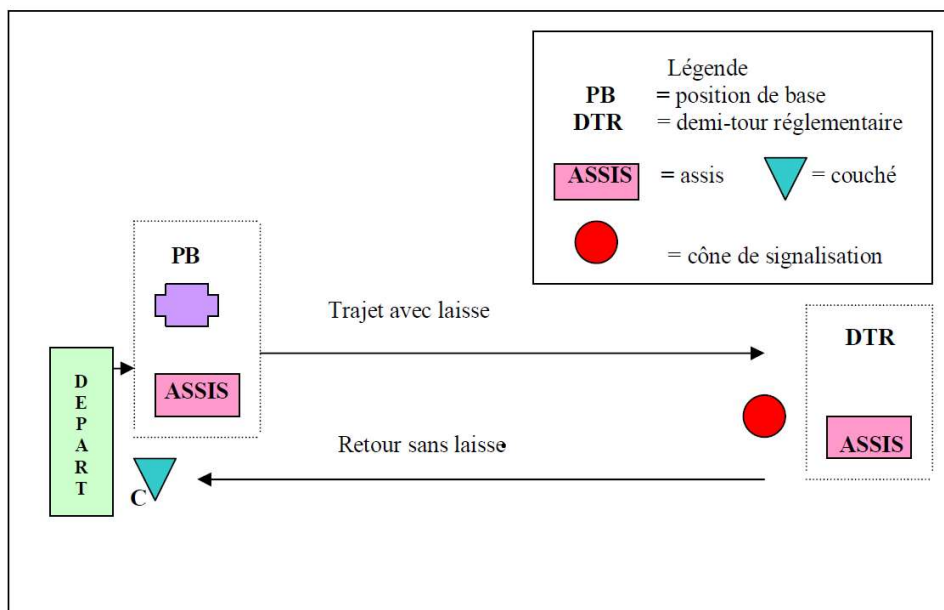 Légende
PB = position de base
DTR = demi-tour réglementaire
ASSIS = assis
= couché
= cône de signalisation
PB
Trajet avec laisse
DTR
DEPART
ASSIS
Retour sans laisse
ASSIS
C